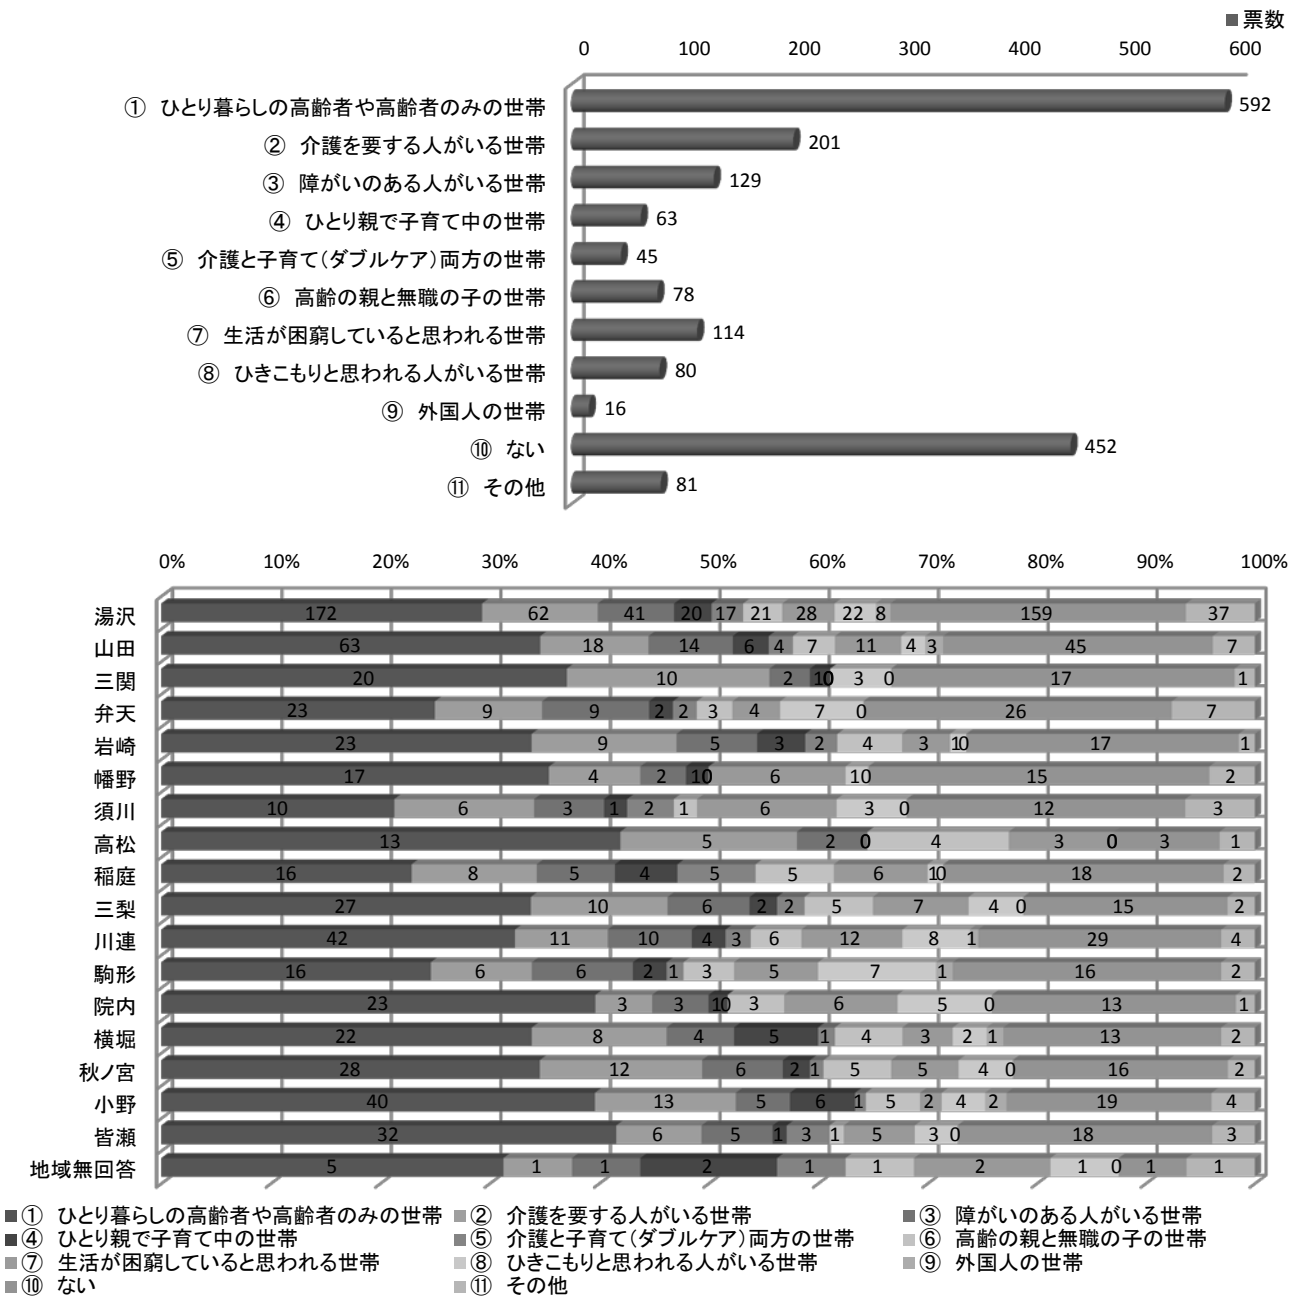 ■票数
0 100 200 300 400 500 600
① ひとり暮らしの高齢者や高齢者のみの世帯 592
② 介護を要する人がいる世帯 201
③ 障がいのある人がいる世帯 129
④ ひとり親で子育て中の世帯 63
⑤ 介護と子育て(ダブルケア)両方の世帯 45
⑥ 高齢の親と無職の子の世帯 78
⑦ 生活が困窮していると思われる世帯 114
⑧ ひきこもりと思われる人がいる世帯 80
⑨ 外国人の世帯 16
⑩ ない 452
⑪ その他 81
0% 10% 20% 30% 40% 50% 60% 70% 80% 90% 100%
湯沢 172 62 41 20 17 21 28 22 8 159 37
山田 63 18 14 6 4 7 11 4 3 45 7
三関 20 10 2 1 0 3 0 17 1
弁天 23 9 9 2 2 3 4 7 0 26 7
岩崎 23 9 5 3 2 4 3 1 0 17 1
幡野 17 4 2 1 0 6 1 0 15 2
須川 10 6 3 1 2 1 6 3 0 12 3
高松 13 5 2 0 4 3 0 3 1
稲庭 16 8 5 4 5 5 6 1 0 18 2
三梨 27 10 6 2 2 5 7 4 0 15 2
川連 42 11 10 4 3 6 12 8 1 29 4
駒形 16 6 6 2 1 3 5 7 1 16 2
院内 23 3 3 1 0 3 6 5 0 13 1
横堀 22 8 4 5 1 4 3 2 1 13 2
秋ノ宮 28 12 6 2 1 5 5 4 0 16 2
小野 40 13 5 6 1 5 2 4 2 19 4
皆瀬 32 6 5 1 3 1 5 3 0 18 3
地域無回答 5 1 1 2 1 1 2 1 0 1 1
■① ひとり暮らしの高齢者や高齢者のみの世帯 ■② 介護を要する人がいる世帯 ■③ 障がいのある人がいる世帯
■④ ひとり親で子育て中の世帯 ■⑤ 介護と子育て(ダブルケア)両方の世帯 ■⑥ 高齢の親と無職の子の世帯
■⑦ 生活が困窮していると思われる世帯 ■⑧ ひきこもりと思われる人がいる世帯 ■⑨ 外国人の世帯
■⑩ ない ■⑪ その他